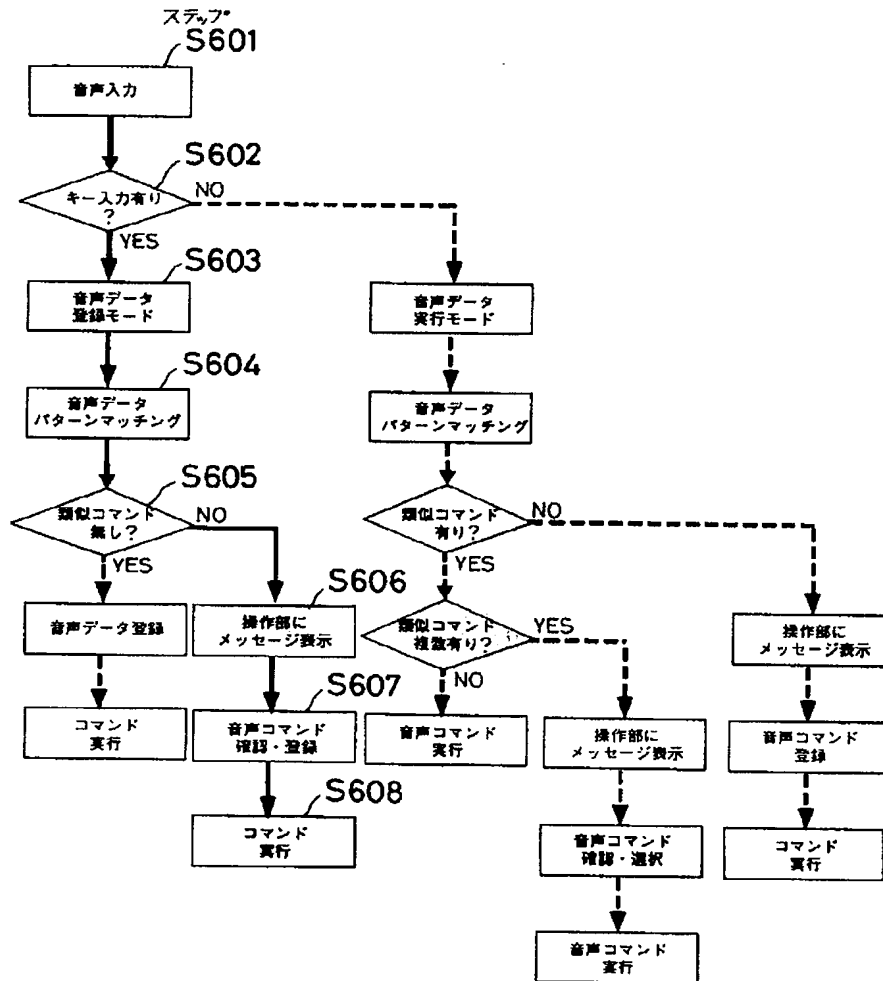 ステップ
S601
音声入力
S602
キー入力有り
?
NO
YES
S603
音声データ
登録モード
音声データ
実行モード
S604
音声データ
パターンマッチング
音声データ
パターンマッチング
S605
類似コマンド
無し?
NO
YES
類似コマンド
有り?
NO
YES
音声データ登録
S606
操作部に
メッセージ表示
類似コマンド
複数有り?
YES
NO
操作部に
メッセージ表示
コマンド
実行
S607
音声コマンド
確認・登録
音声コマンド
実行
操作部に
メッセージ表示
音声コマンド
登録
S608
コマンド
実行
音声コマンド
確認・選択
コマンド
実行
音声コマンド
実行